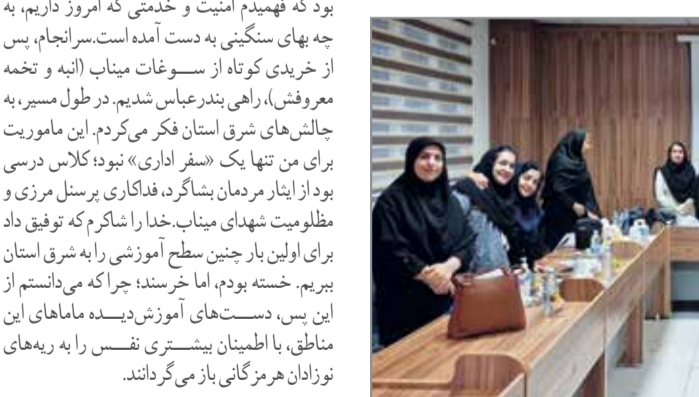 بود که فهمیدم امنیت و خدمتی که امروز داریم، به
چه بهای سنگینی به دست آمده است.سرانجام، پس
از خریدی کوتاه از سوغات میناب (انبه و تخمه
معروفش)، راهی بندرعباس شدیم. در طول مسیر، به
چالش‌های شرق استان فکر می‌کردم. این ماموریت
برای من تنها یک «سفر اداری» نبود؛ کلاس درسی
بود از ایثار مردمان بشاگرد، فداکاری پرسنل مرزی و
مظلومیت شهدای میناب.خدا را شاکرم که توفیق داد
برای اولین بار چنین سطح آموزشی را به شرق استان
ببریم. خسته بودم، اما خرسند؛ چرا که می‌دانستم از
این پس، دست‌های آموزش‌دیده ماماهای این
مناطق، با اطمینان بیشتری نفس را به ریه‌های
نوزادان هرمزگانی باز می‌گردانند.